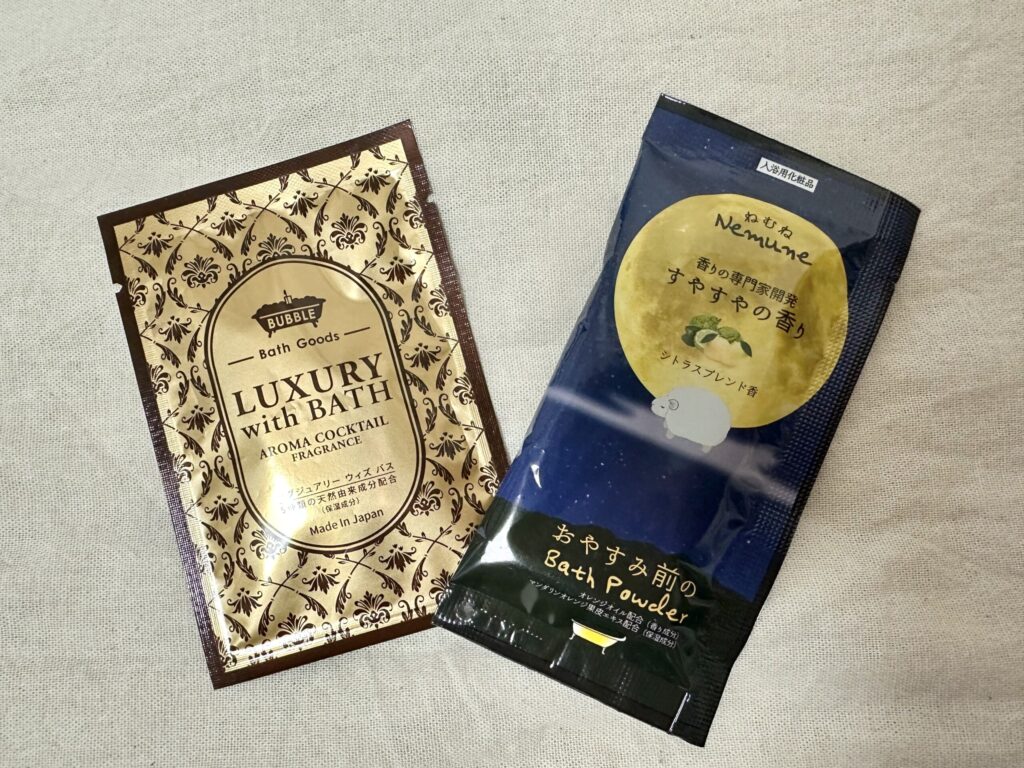 BUBBLE
Bath Goods
LUXURY
with BATH
AROMA COCKTAIL
FRAGRANCE
グジュアリー ウィズ バス
種類の天然由来成分配合
(保湿成分)
Made In Japan
入浴用化粧品
ねむね
Nemune
香りの専門家開発
すやすやの香り
シトラスブレンド香
おやすみ前の
Bath Powder
オレンジオイル配合(香り成分)
マンダリンオレンジ果皮エキス配合(保湿成分)